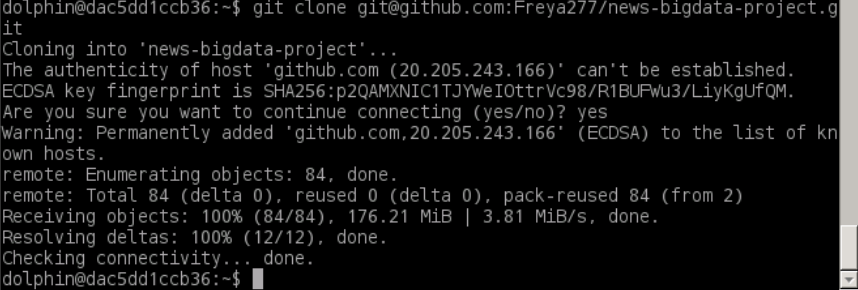 dolphin@dac5dd1ccb36:~$ git clone git@github.com:Freya277/news-bigdata-project.g
it
Cloning into 'news-bigdata-project'...
The authenticity of host 'github.com (20.205.243.166)' can't be established.
ECDSA key fingerprint is SHA256:p2QAMXNIC1TJYWeIOttrVc98/R1BUFWu3/LiyKgUfQM.
Are you sure you want to continue connecting (yes/no)? yes
Warning: Permanently added 'github.com,20.205.243.166' (ECDSA) to the list of kn
own hosts.
remote: Enumerating objects: 84, done.
remote: Total 84 (delta 0), reused 0 (delta 0), pack-reused 84 (from 2)
Receiving objects: 100% (84/84), 176.21 MiB | 3.81 MiB/s, done.
Resolving deltas: 100% (12/12), done.
Checking connectivity... done.
dolphin@dac5dd1ccb36:~$